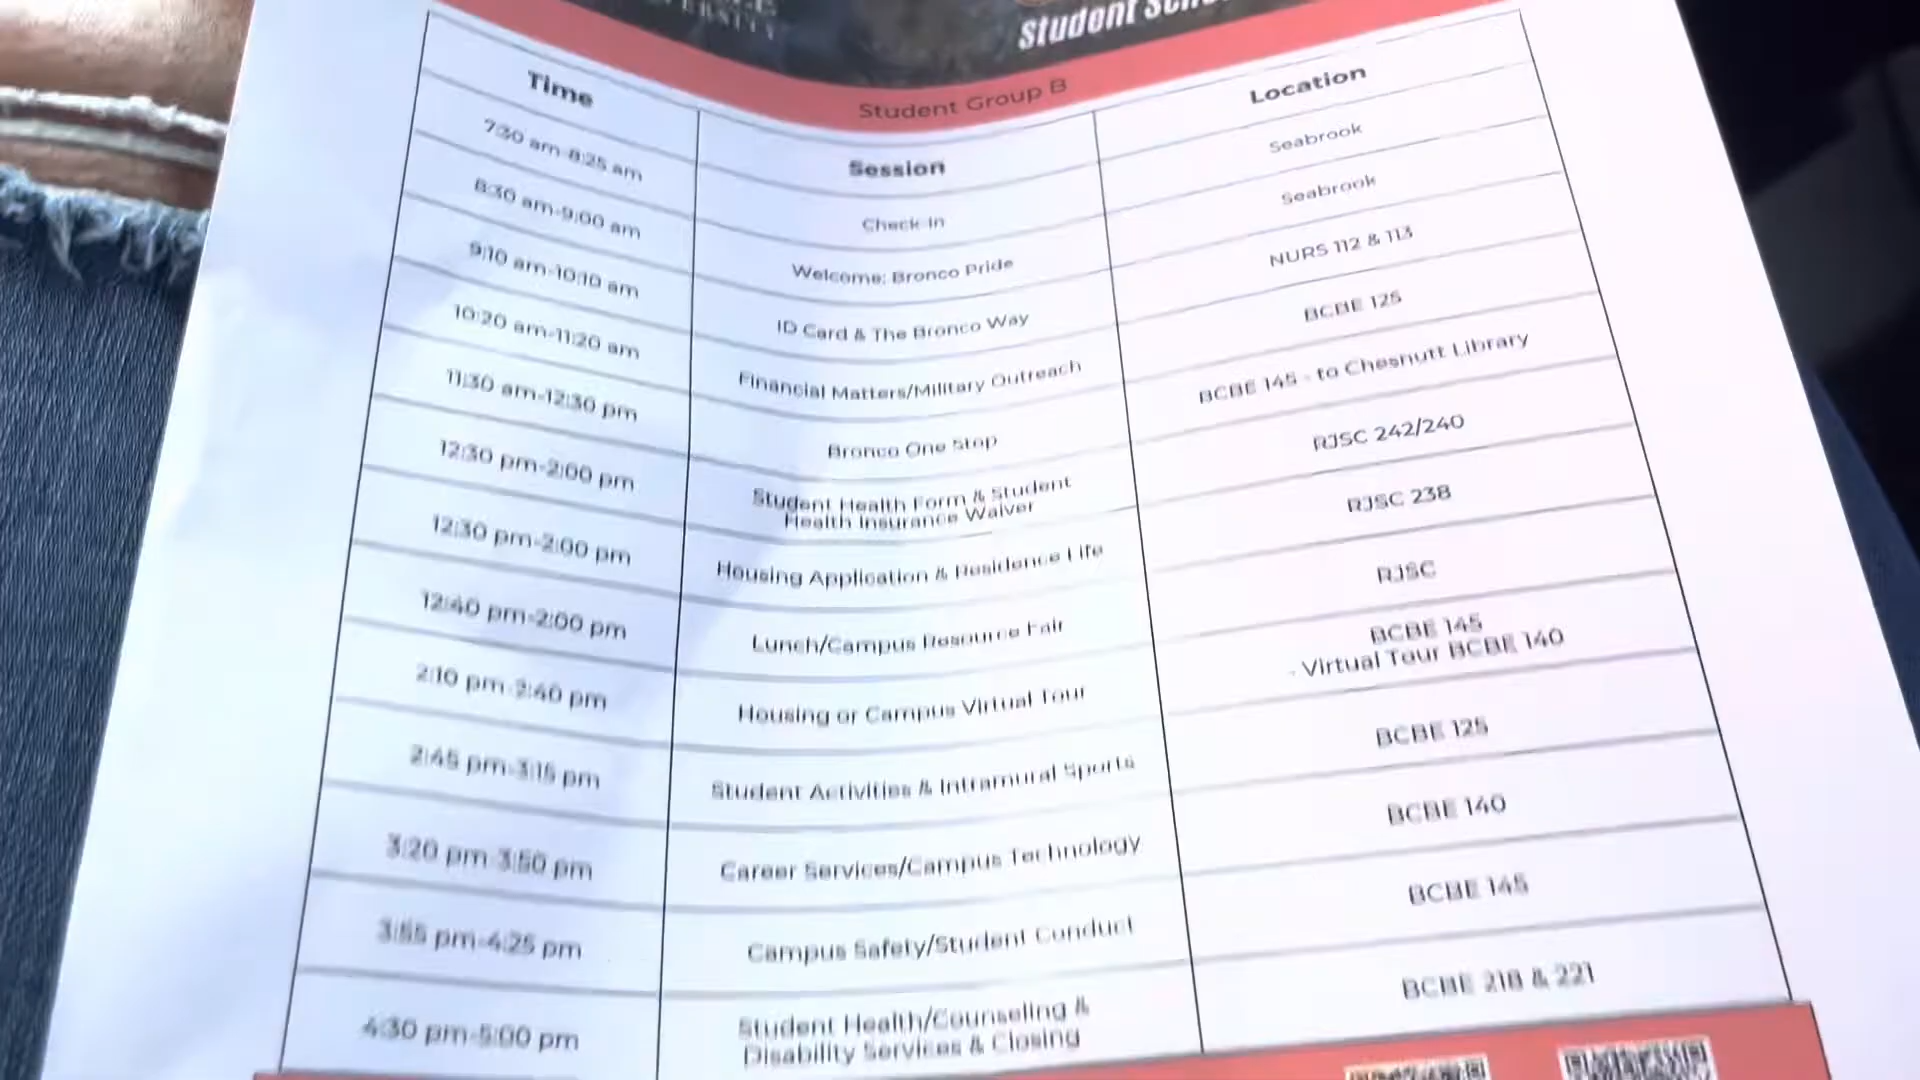 Student
Student Group B
Time Session Location
7:30 am-8:25 am Check-in Seabrook
8:30 am-9:00 am Welcome: Bronco Pride Seabrook
9:10 am-10:10 am ID Card & The Bronco Way NURS 112 & 113
10:20 am-11:20 am Financial Matters/Military Outreach BCBE 125
11:30 am-12:30 pm Bronco One Stop BCBE 145 - to Chesnutt Library
12:30 pm-2:00 pm Student Health Form & Student
Health Insurance Waiver RJSC 242/240
12:30 pm-2:00 pm Housing Application & Residence Life RJSC 238
12:40 pm-2:00 pm Lunch/Campus Resource Fair RJSC
2:10 pm-2:40 pm Housing or Campus Virtual Tour BCBE 145
- Virtual Tour BCBE 140
2:45 pm-3:15 pm Student Activities & Intramural Sports BCBE 125
3:20 pm-3:50 pm Career Services/Campus Technology BCBE 140
3:55 pm-4:25 pm Campus Safety/Student Conduct BCBE 145
4:30 pm-5:00 pm Student Health/Counseling &
Disability Services & Closing BCBE 218 & 221